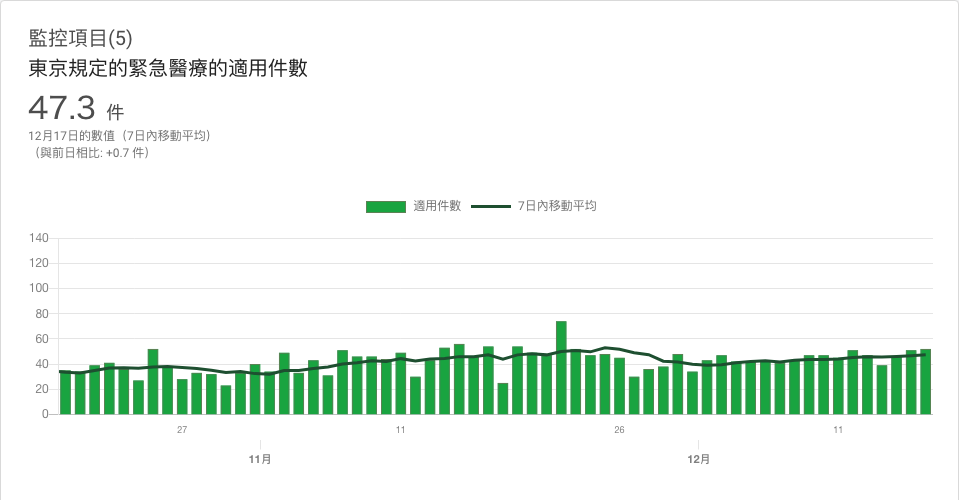 監控項目(5)
東京規定的緊急醫療的適用件數
47.3 件
12月17日的數值（7日內移動平均）
（與前日相比: +0.7 件）
適用件數 7日內移動平均
140
120
100
80
60
40
20
0
27 11 26 11
11月 12月